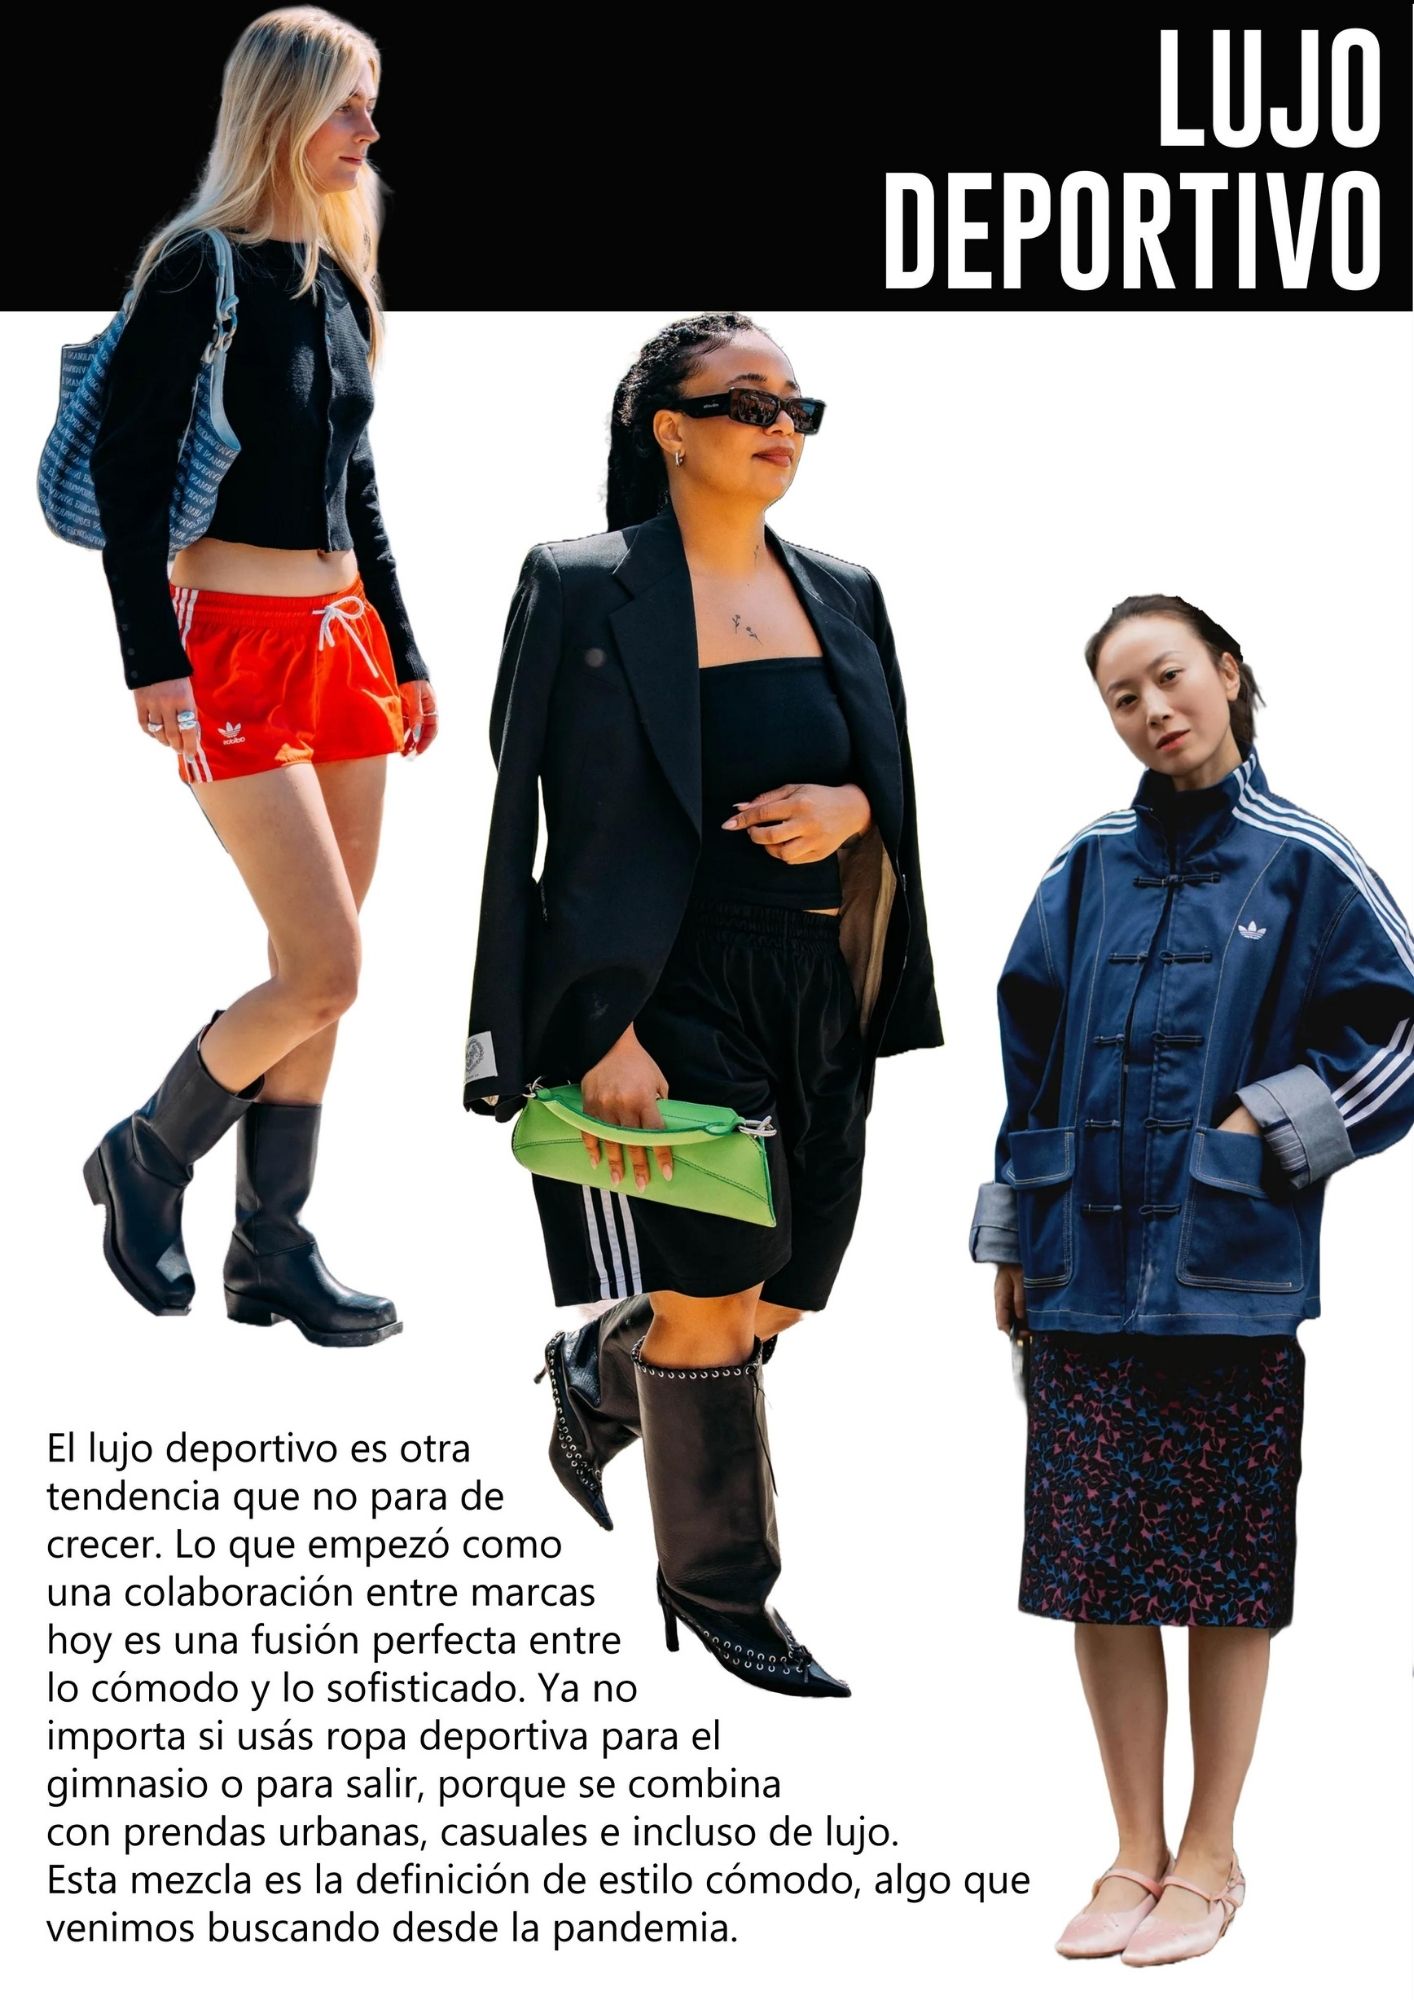 LUJO
DEPORTIVO
El lujo deportivo es otra
tendencia que no para de
crecer. Lo que empezó como
una colaboración entre marcas
hoy es una fusión perfecta entre
lo cómodo y lo sofisticado. Ya no
importa si usás ropa deportiva para el
gimnasio o para salir, porque se combina
con prendas urbanas, casuales e incluso de lujo.
Esta mezcla es la definición de estilo cómodo, algo que
venimos buscando desde la pandemia.